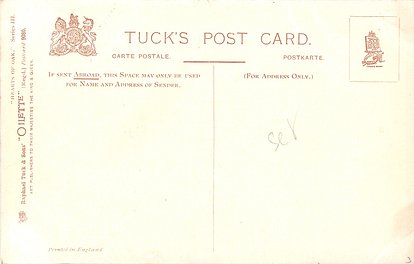 TUCK'S POST CARD.
CARTE POSTALE.
POSTKARTE.
IF SENT ABROAD, THIS SPACE MAY ONLY BE USED
FOR NAME AND ADDRESS OF SENDER.
(FOR ADDRESS ONLY.)
"HEARTS OF OAK." SERIES III.
Raphael Tuck & Sons' "OILETTE" [Regd.] Postcard
ART PUBLISHERS TO THEIR MAJESTIES THE KING & QUEEN.
Printed in England